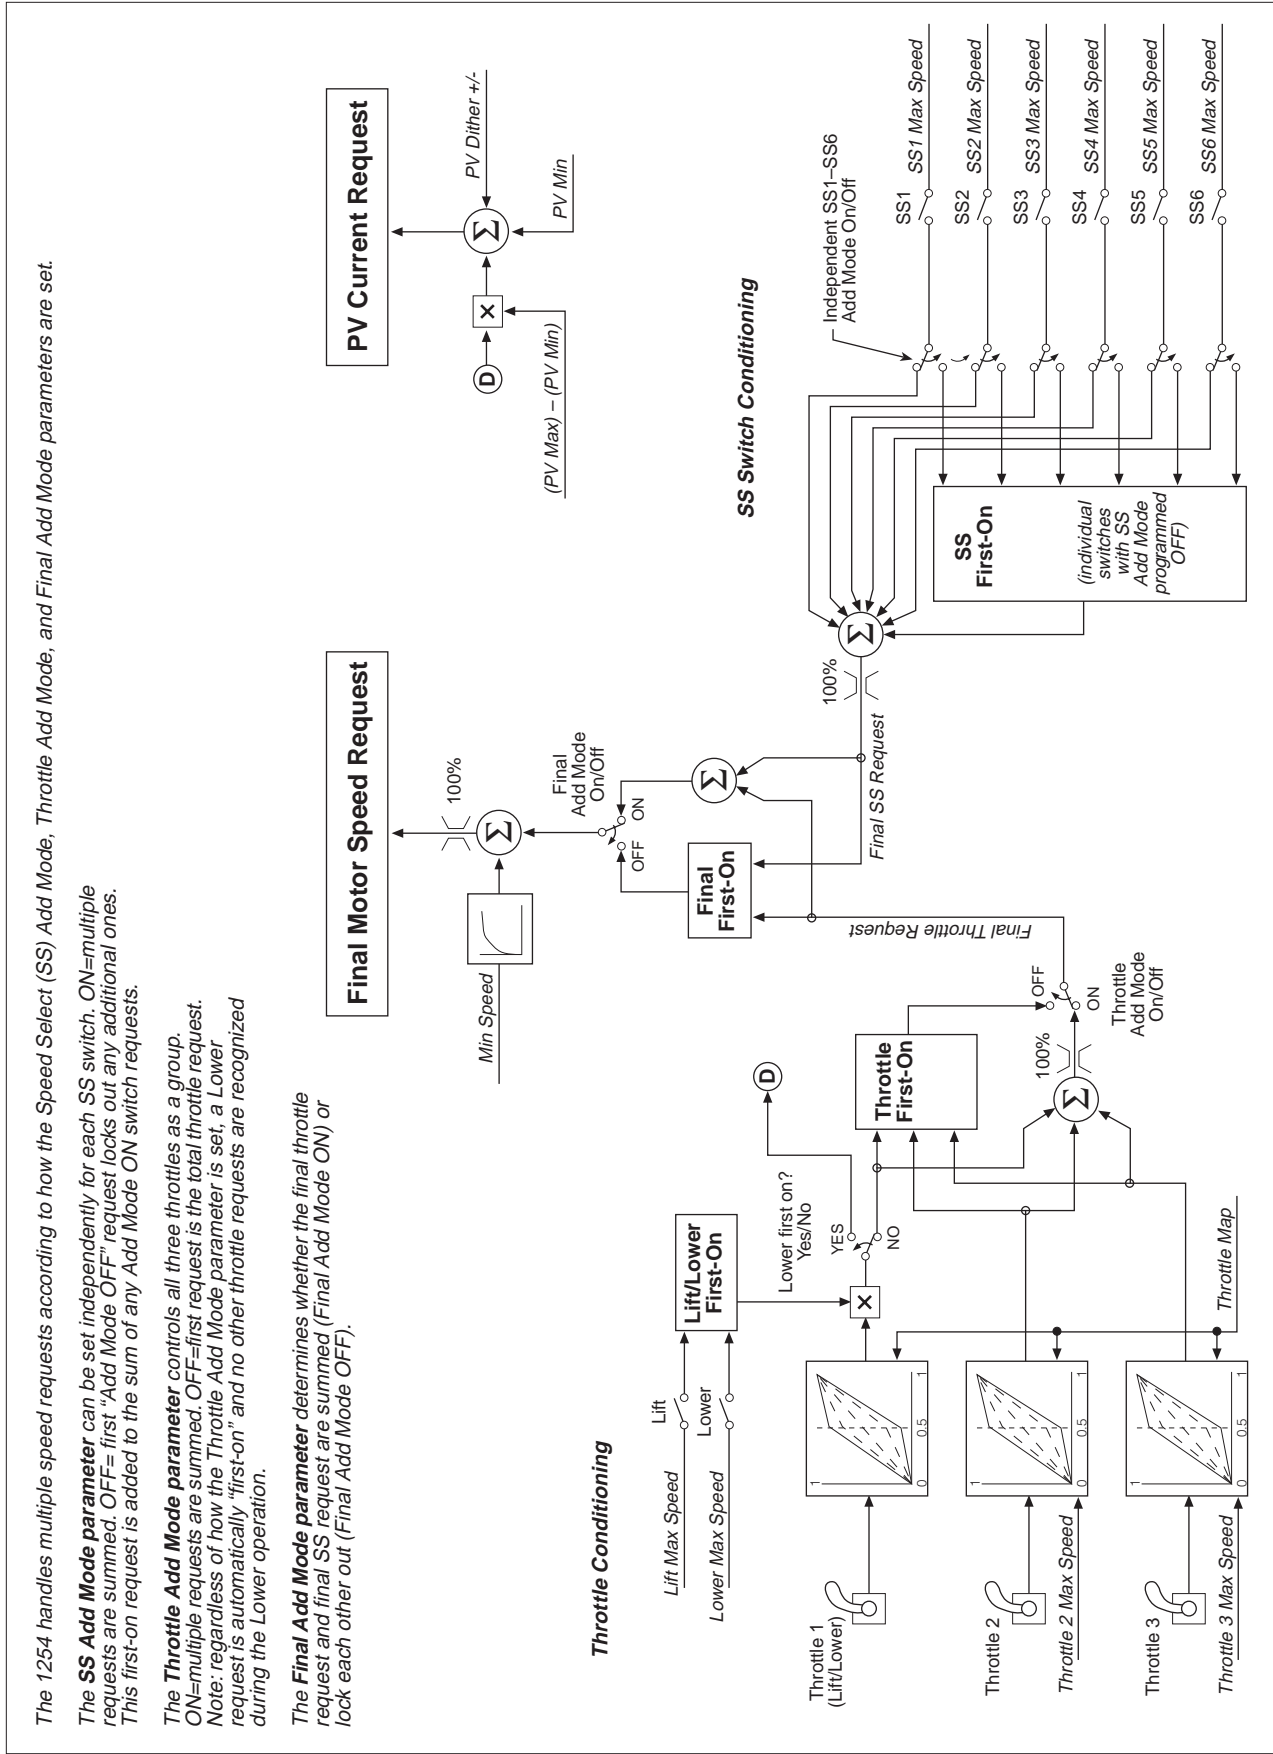 The 1254 handles multiple speed requests according to how the Speed Select (SS) Add Mode, Throttle Add Mode, and Final Add Mode parameters are set.
The SS Add Mode parameter can be set independently for each SS switch. ON=multiple
requests are summed. OFF= first “Add Mode OFF” request locks out any additional ones.
This first-on request is added to the sum of any Add Mode ON switch requests.
The Throttle Add Mode parameter controls all three throttles as a group.
ON=multiple requests are summed. OFF=first request is the total throttle request.
Note: regardless of how the Throttle Add Mode parameter is set, a Lower
request is automatically “first-on” and no other throttle requests are recognized
during the Lower operation.
The Final Add Mode parameter determines whether the final throttle
request and final SS request are summed (Final Add Mode ON) or
lock each other out (Final Add Mode OFF).
Final Motor Speed Request
PV Current Request
100%
Σ
Min Speed
Final
Add Mode
On/Off
OFF
ON
Final
First-On
Σ
D
×
Σ
PV Dither +/-
PV Min
(PV Max) – (PV Min)
Throttle Conditioning
Lift Max Speed
Lift
Lower Max Speed
Lower
Lift/Lower
First-On
Lower first on?
Yes/No
YES
NO
D
×
Throttle 1
(Lift/Lower)
1
0
0.5
1
Throttle 2
Throttle 2 Max Speed
1
0
0.5
1
Throttle 3
Throttle 3 Max Speed
1
0
0.5
1
Throttle Map
Throttle
First-On
Σ
100%
OFF
ON
Throttle
Add Mode
On/Off
Final Throttle Request
Final SS Request
100%
Σ
SS Switch Conditioning
Independent SS1–SS6
Add Mode On/Off
SS
First-On
(individual
switches
with SS
Add Mode
programmed
OFF)
SS1
SS1 Max Speed
SS2
SS2 Max Speed
SS3
SS3 Max Speed
SS4
SS4 Max Speed
SS5
SS5 Max Speed
SS6
SS6 Max Speed